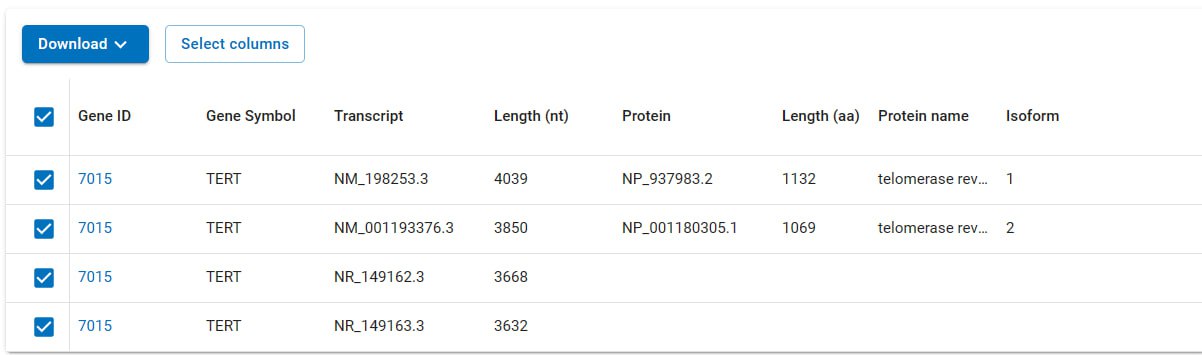 Download Select columns
Gene ID Gene Symbol Transcript Length (nt) Protein Length (aa) Protein name Isoform
7015 TERT NM_198253.3 4039 NP_937983.2 1132 telomerase rev... 1
7015 TERT NM_001193376.3 3850 NP_001180305.1 1069 telomerase rev... 2
7015 TERT NR_149162.3 3668
7015 TERT NR_149163.3 3632